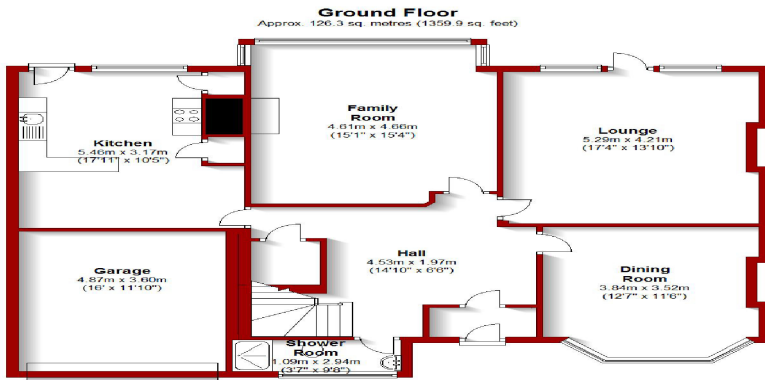 Ground Floor
Approx. 126.3 sq. metres (1359.9 sq. feet)
Family
Room
4.61m x 4.66m
(15'1" x 15'4")
Kitchen
5.46m x 3.17m
(17'11" x 10'5")
Lounge
5.29m x 4.21m
(17'4" x 13'10")
Hall
4.53m x 1.97m
(14'10" x 6'6")
Garage
4.87m x 3.60m
(16' x 11'10")
Dining
Room
3.84m x 3.52m
(12'7" x 11'6")
Shower
Room
1.09m x 2.94m
(3'7" x 9'8")